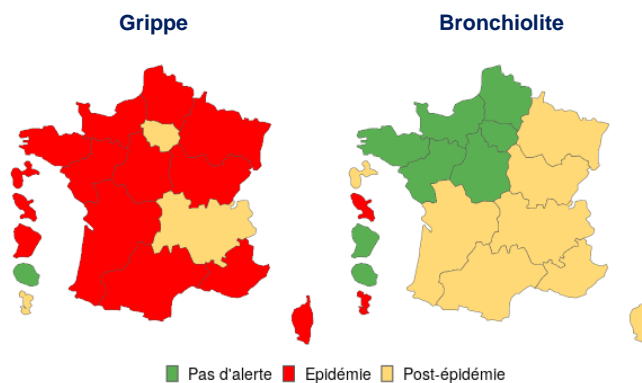 Grippe
Bronchiolite
Pas d'alerte
Epidémie
Post-épidémie